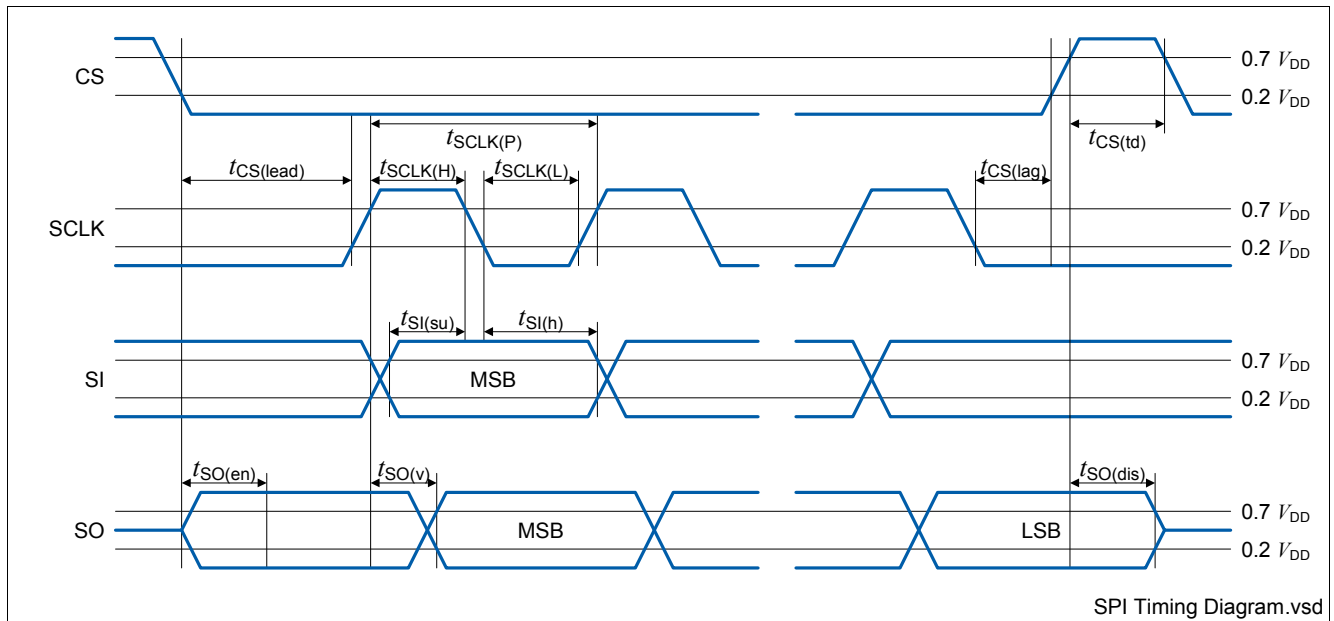 CS
0.7 VDD
0.2 VDD
tCS(lead)
tSCLK(P)
tSCLK(H)
tSCLK(L)
tCS(lag)
tCS(td)
SCLK
0.7 VDD
0.2 VDD
tSI(su)
tSI(h)
SI
MSB
0.7 VDD
0.2 VDD
tSO(en)
tSO(v)
tSO(dis)
SO
MSB
LSB
0.7 VDD
0.2 VDD
SPI Timing Diagram.vsd